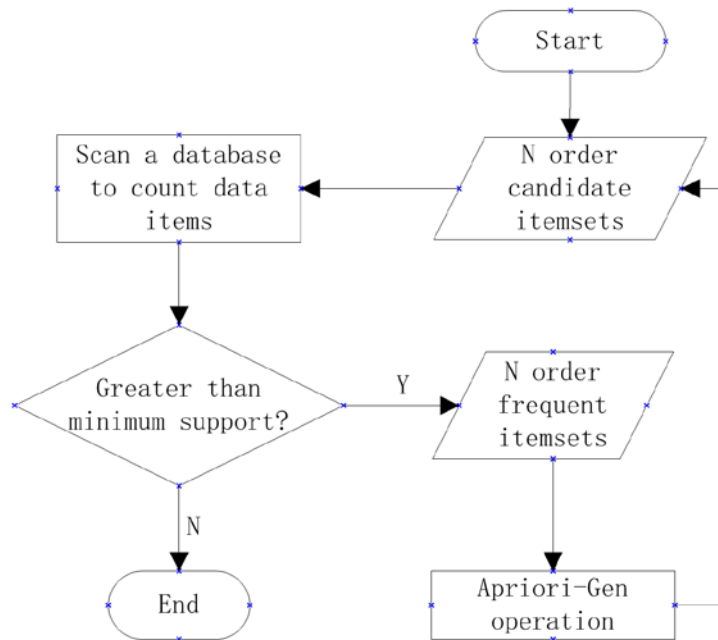 Start
N order
candidate
itemsets
Scan a database
to count data
items
Greater than
minimum support?
Y
N order
frequent
itemsets
N
End
Apriori-Gen
operation